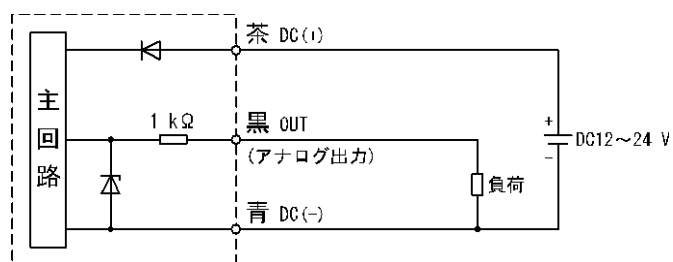 茶 DC(+)
主回路
1 kΩ
黒 OUT
(アナログ出力)
+
DC12～24 V
-
負荷
青 DC(-)